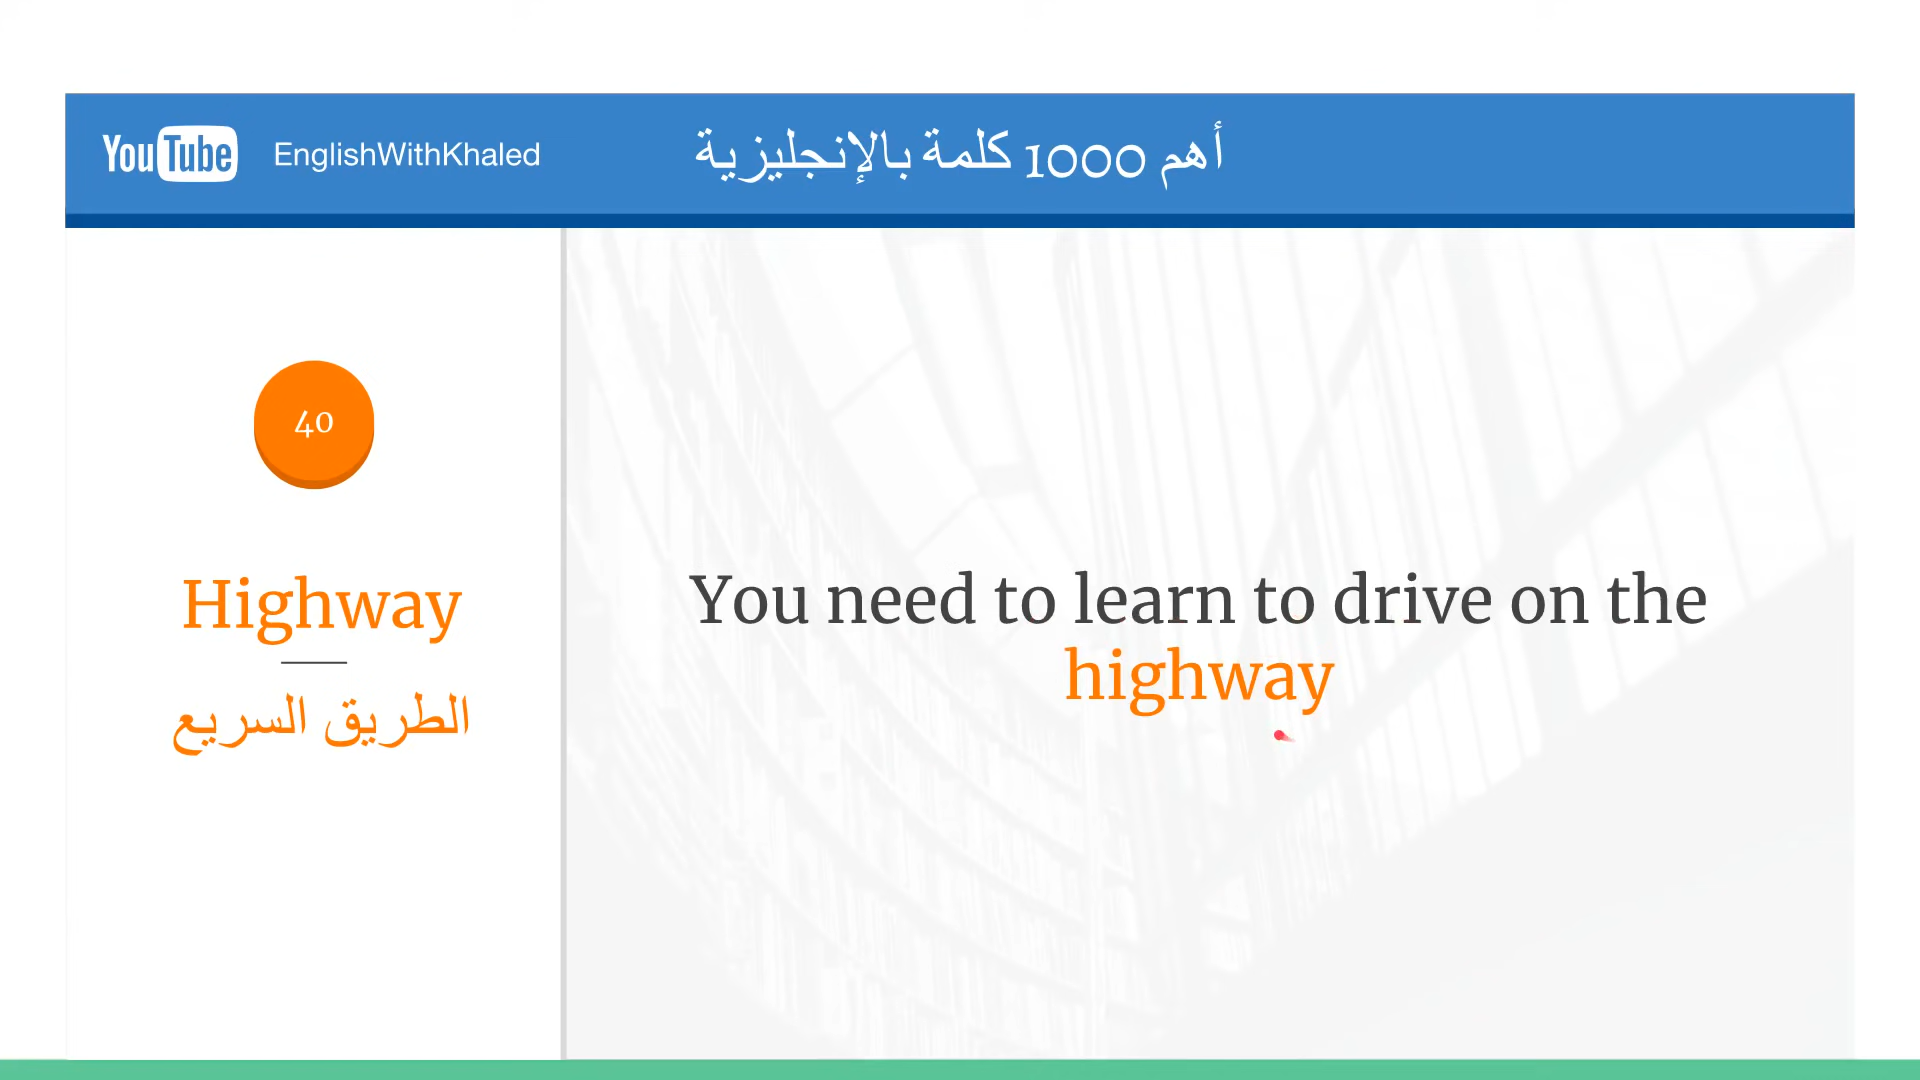 YouTube EnglishWithKhaled
أهم 1000 كلمة بالإنجليزية
40
Highway
الطريق السريع
You need to learn to drive on the
highway